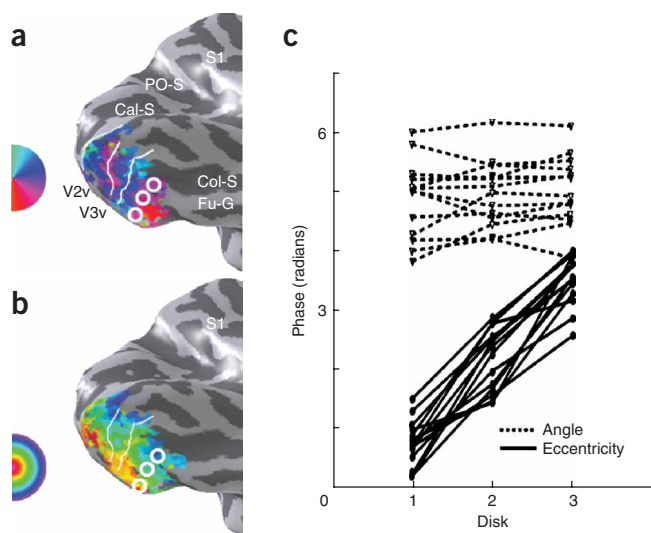 a
S1
PO-S
Cal-S
V2v
V3v
Col-S
Fu-G
b
S1
c
Phase (radians)
6
3
0
1
2
3
Disk
Angle
Eccentricity